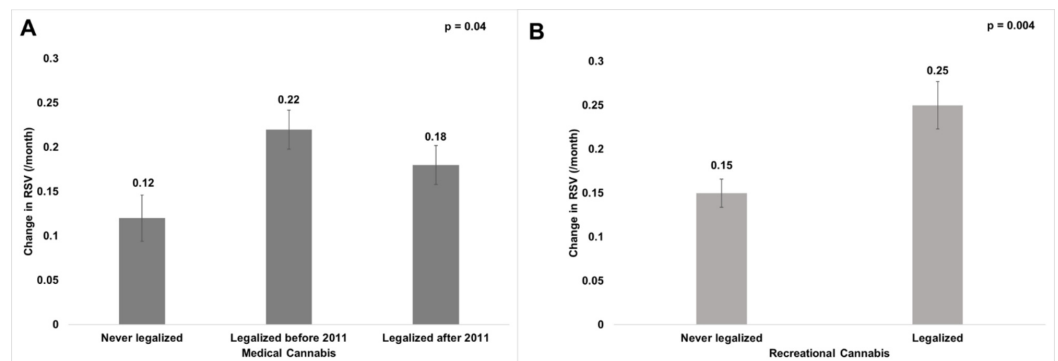 A
p = 0.04
Change in RSV (/month)
0.3
0.25
0.2
0.15
0.1
0.05
0
0.12
0.22
0.18
Never legalized
Legalized before 2011
Legalized after 2011
Medical Cannabis
B
p = 0.004
Change in RSV (/month)
0.3
0.25
0.2
0.15
0.1
0.05
0
0.15
0.25
Never legalized
Legalized
Recreational Cannabis